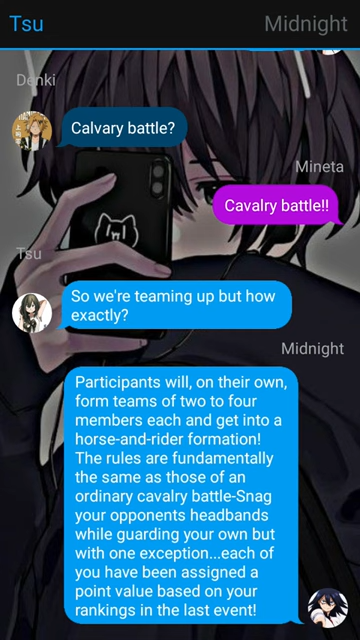 Tsu
Midnight
Denki
Calvary battle?
Mineta
Cavalry battle!!
Tsu
So we're teaming up but how
exactly?
Midnight
Participants will, on their own,
form teams of two to four
members each and get into a
horse-and-rider formation!
The rules are fundamentally
the same as those of an
ordinary cavalry battle-Snag
your opponents headbands
while guarding your own but
with one exception...each of
you have been assigned a
point value based on your
rankings in the last event!